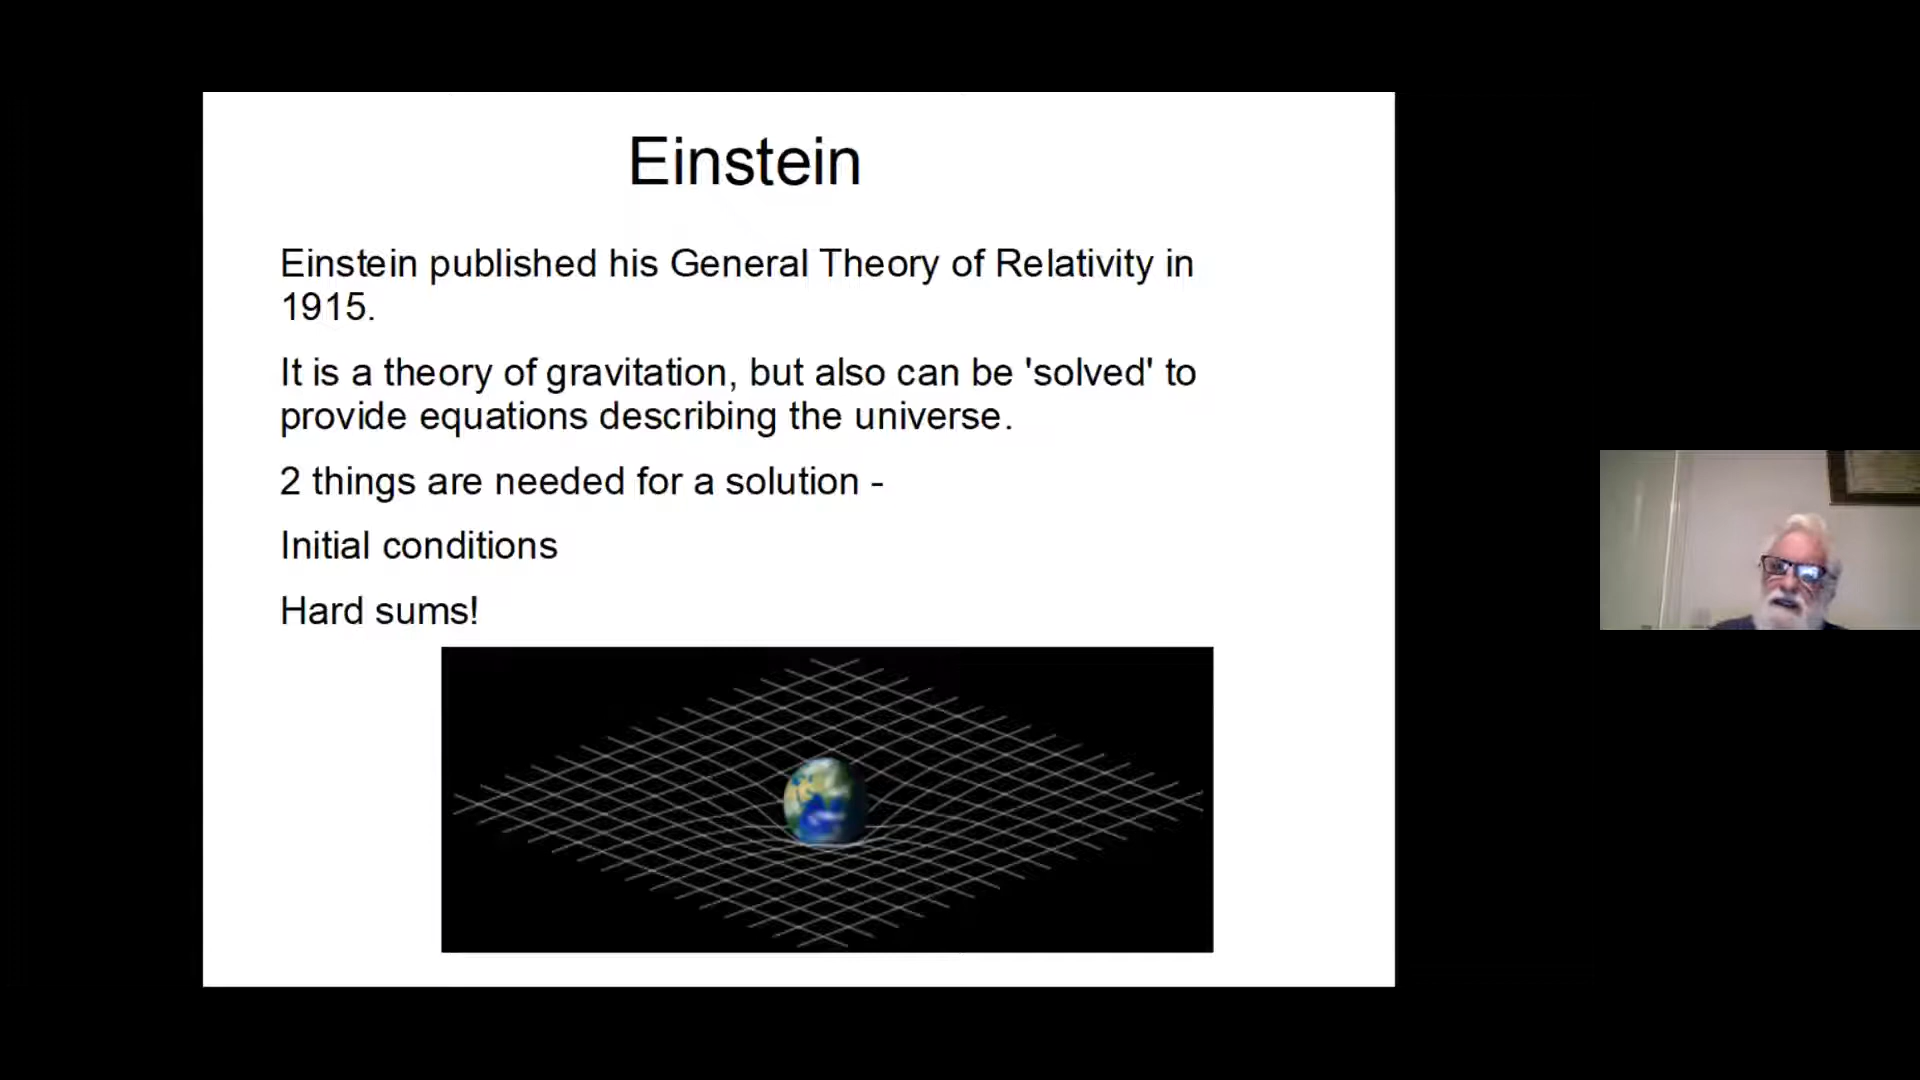 Einstein
Einstein published his General Theory of Relativity in
1915.
It is a theory of gravitation, but also can be 'solved' to
provide equations describing the universe.
2 things are needed for a solution -
Initial conditions
Hard sums!